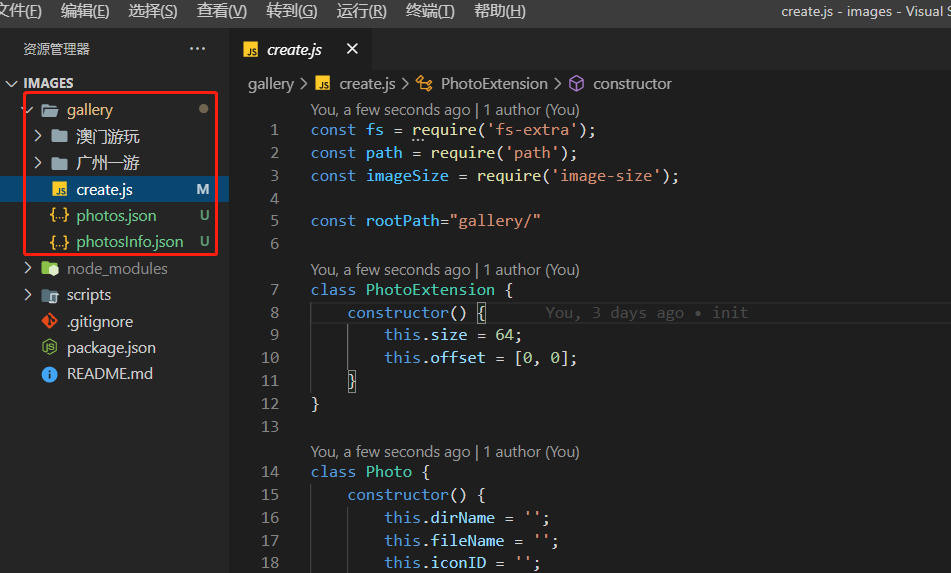 文件(F) 编辑(E) 选择(S) 查看(V) 转到(G) 运行(R) 终端(T) 帮助(H) create.js - images - Visual S
资源管理器 ···
IMAGES
gallery
澳门游玩
广州一游
create.js M
photos.json U
photosInfo.json U
node_modules
scripts
.gitignore
package.json
README.md
JS create.js ×
gallery > JS create.js > PhotoExtension > constructor
You, a few seconds ago | 1 author (You)
1 const fs = require('fs-extra');
2 const path = require('path');
3 const imageSize = require('image-size');
4
5 const rootPath="gallery/"
6
You, a few seconds ago | 1 author (You)
7 class PhotoExtension {
8 constructor() { You, 3 days ago • init
9 this.size = 64;
10 this.offset = [0, 0];
11 }
12 }
13
You, a few seconds ago | 1 author (You)
14 class Photo {
15 constructor() {
16 this.dirName = '';
17 this.fileName = '';
18 this.iconID = '';